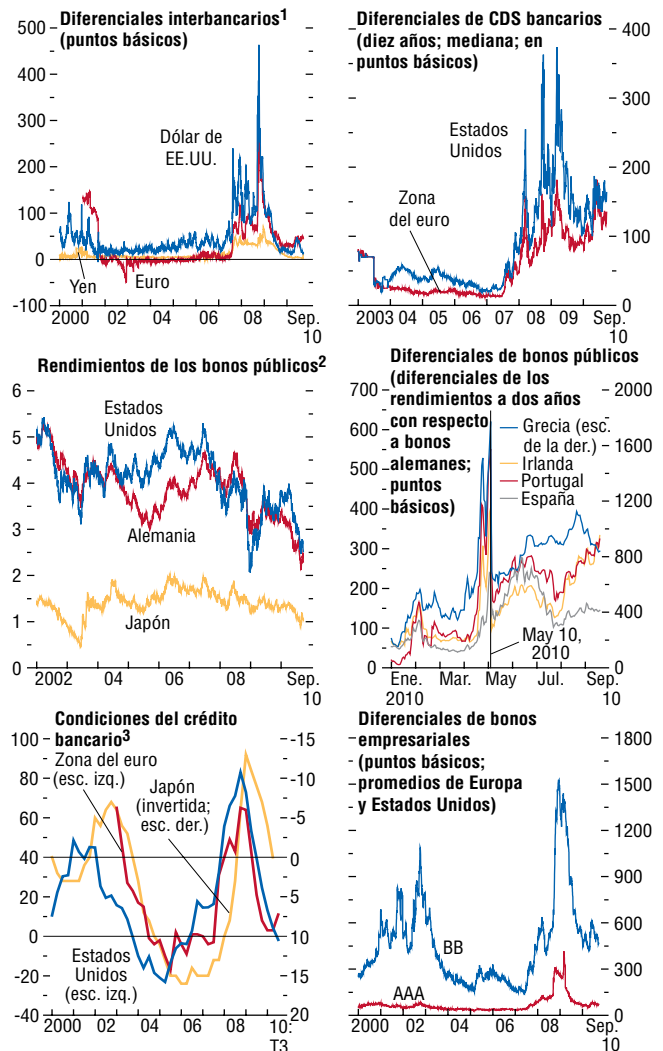 Diferenciales interbancarios¹
(puntos básicos)
500
400
300
200
100
0
-100
Dólar de
EE.UU.
Yen
Euro
2000 02 04 06 08 Sep.
10
Diferenciales de CDS bancarios
(diez años; mediana; en
puntos básicos)
400
300
200
100
0
Estados
Unidos
Zona
del euro
2003 04 05 06 07 08 09 Sep.
10
Rendimientos de los bonos públicos²
6
5
4
3
2
1
0
Estados
Unidos
Alemania
Japón
2002 04 06 08 Sep.
10
Diferenciales de bonos públicos
(diferenciales de los
rendimientos a dos años
con respecto
a bonos
alemanes;
puntos
básicos)
700
600
500
400
300
200
100
0
2000
1600
1200
800
400
0
Grecia (esc.
de la der.)
Irlanda
Portugal
España
May 10,
2010
Ene. Mar. May Jul. Sep.
2010 10
Condiciones del crédito
bancario³
100
80
60
40
20
0
-20
-40
-15
-10
-5
0
5
10
15
20
Zona del euro
(esc. izq.)
Japón
(invertida;
esc. der.)
Estados
Unidos
(esc. izq.)
2000 02 04 06 08 10:
T3
Diferenciales de bonos
empresariales
(puntos básicos;
promedios de Europa
y Estados Unidos)
1800
1500
1200
900
600
300
0
BB
AAA
2000 02 04 06 08 Sep.
10